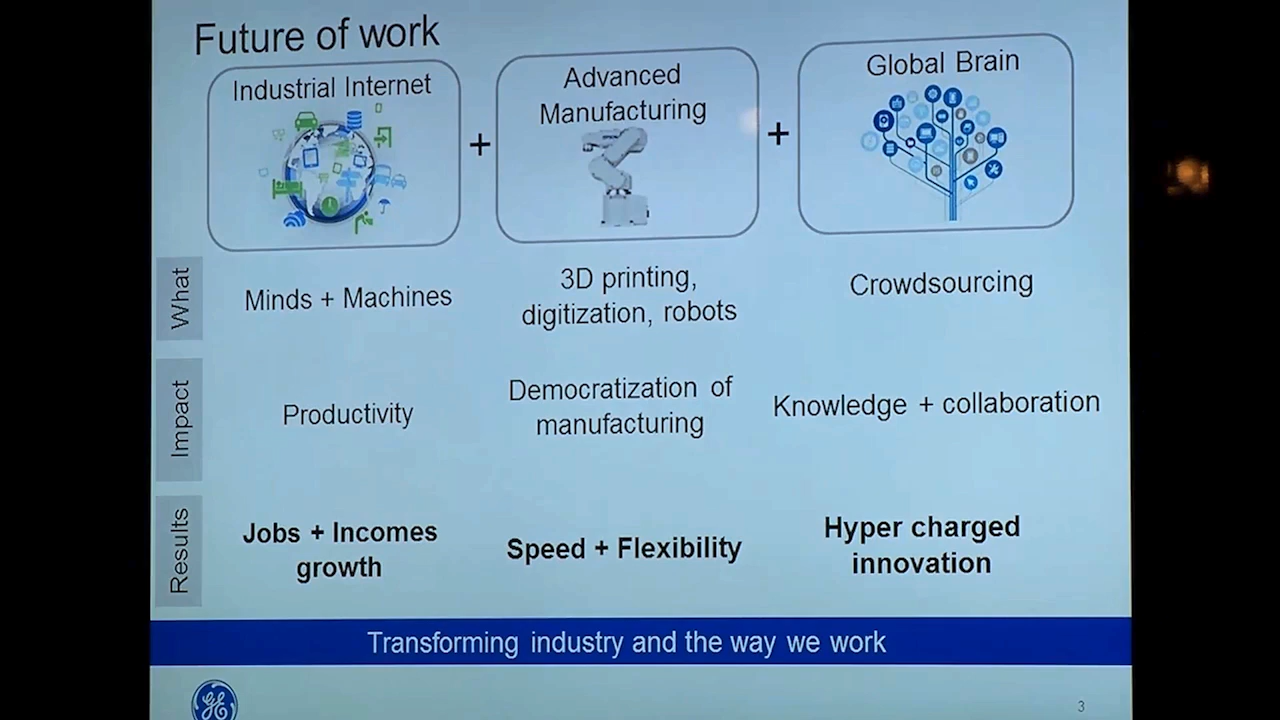 Future of work
Industrial Internet
+
Advanced
Manufacturing
+
Global Brain
What
Minds + Machines
3D printing,
digitization, robots
Crowdsourcing
Impact
Productivity
Democratization of
manufacturing
Knowledge + collaboration
Results
Jobs + Incomes
growth
Speed + Flexibility
Hyper charged
innovation
Transforming industry and the way we work
GE
3